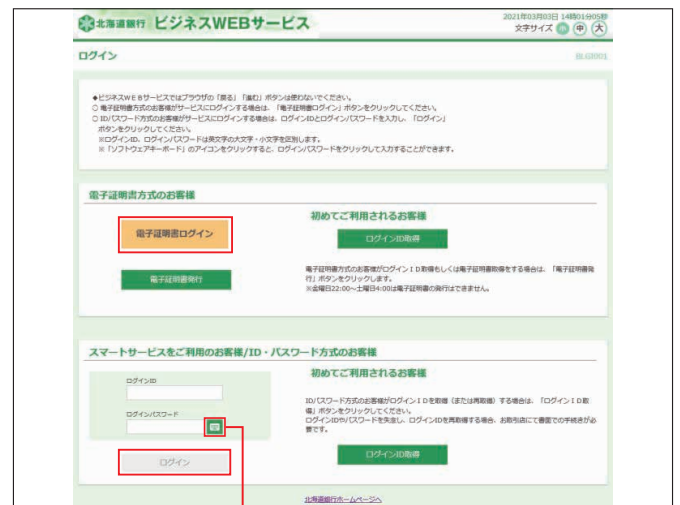 北海道銀行 ビジネスWEBサービス
2021年03月03日 14時01分05秒
文字サイズ 小 中 大
ログイン
BLGI001
◆ビジネスWEBサービスではブラウザの「戻る」「進む」ボタンは使わないでください。
○ 電子証明書方式のお客様がサービスにログインする場合は、「電子証明書ログイン」ボタンをクリックしてください。
○ ID/パスワード方式のお客様がサービスにログインする場合は、ログインIDとログインパスワードを入力し、「ログイン」
ボタンをクリックしてください。
※ログインID、ログインパスワードは英文字の大文字・小文字を区別します。
※「ソフトウェアキーボード」のアイコンをクリックすると、ログインパスワードをクリックして入力することができます。
電子証明書方式のお客様
電子証明書ログイン
電子証明書発行
初めてご利用されるお客様
ログインID取得
電子証明書方式のお客様がログインID取得もしくは電子証明書取得をする場合は、「電子証明書発
行」ボタンをクリックします。
※金曜日22:00～土曜日4:00は電子証明書の発行はできません。
スマートサービスをご利用のお客様/ID・パスワード方式のお客様
ログインID
ログインパスワード
ログイン
初めてご利用されるお客様
ID/パスワード方式のお客様がログインIDを取得（または再取得）する場合は、「ログインID取
得」ボタンをクリックしてください。
ログインIDやパスワードを失念し、ログインIDを再取得する場合、お取引店にて書面での手続きが必
要です。
ログインID取得
北海道銀行ホームページへ